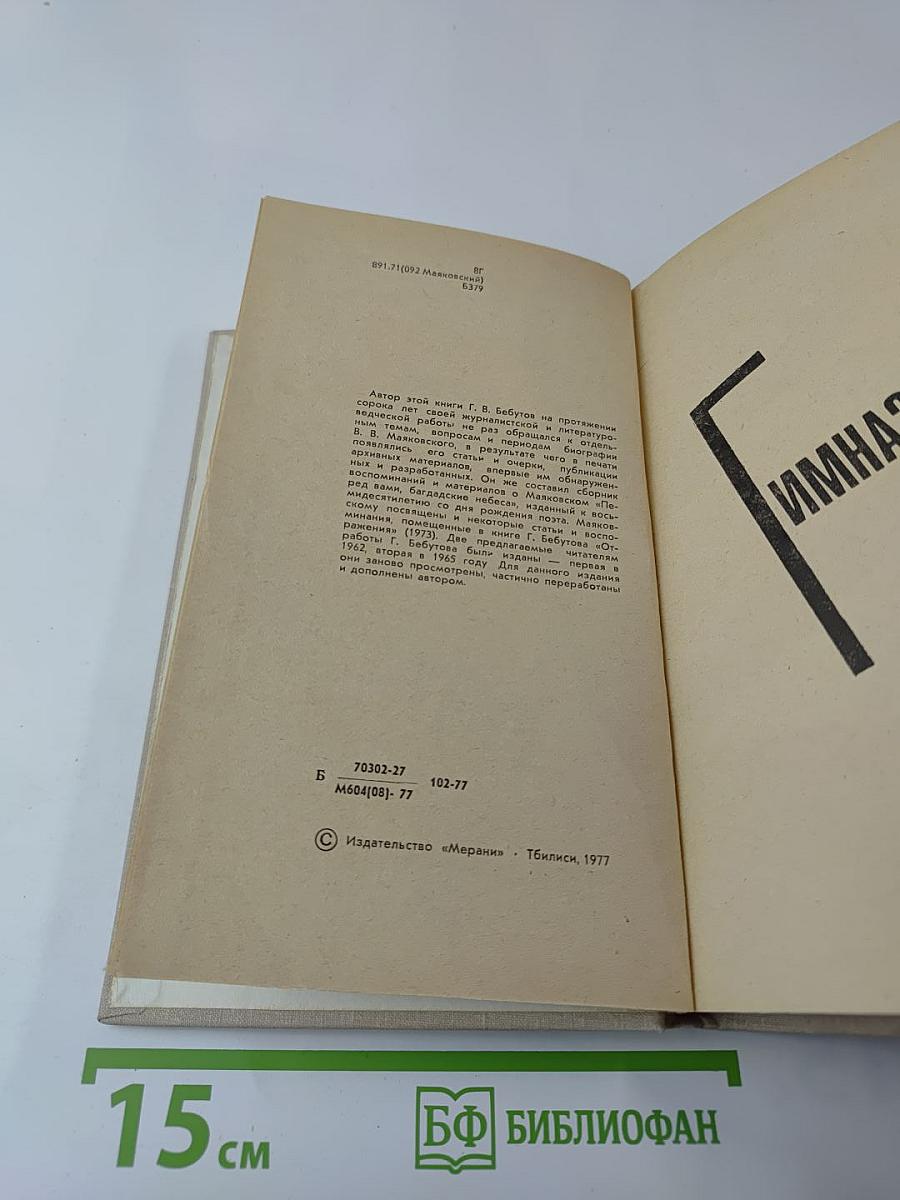 8Г
891.71(092 Маяковский)
Б379
Автор этой книги Г. В. Бебутов на протяжении
сорока лет своей журналистской и литературо-
ведческой работы не раз обращался к отдель-
ным темам, вопросам и периодам биографии
В. В. Маяковского, в результате чего в печати
появлялись его статьи и очерки, публикации
архивных материалов, впервые им обнаружен-
ных и разработанных. Он же составил сборник
воспоминаний и материалов о Маяковском «Пе-
ред вами, багдадские небеса», изданный к вось-
мидесятилетию со дня рождения поэта. Маяков-
скому посвящены и некоторые статьи и воспо-
минания, помещенные в книге Г. Бебутова «От-
ражения» (1973). Две предлагаемые читателям
работы Г. Бебутова были изданы — первая в
1962, вторая в 1965 году Для данного издания
они заново просмотрены, частично переработаны
и дополнены автором.
Б 70302-27 102-77
М604(08)- 77
© Издательство «Мерани» · Тбилиси, 1977
ГИМНАЗ
15 см
БФ БИБЛИОФАН